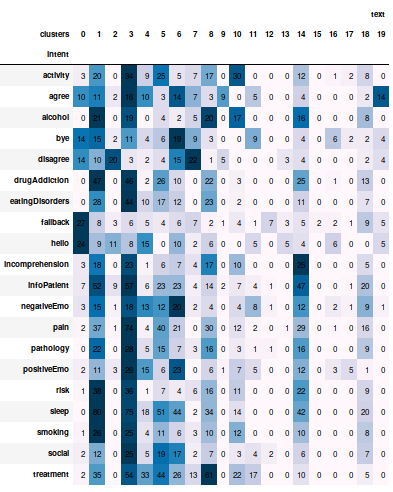 text
clusters 0 1 2 3 4 5 6 7 8 9 10 11 12 13 14 15 16 17 18 19
Intent
activity 3 20 0 34 9 25 5 7 17 0 30 0 0 0 12 0 1 2 8 0
agree 10 11 2 16 10 3 14 7 3 9 0 5 0 0 4 0 0 0 2 14
alcohol 0 21 0 19 0 4 2 5 20 0 17 0 0 0 16 0 0 0 8 0
bye 14 15 2 11 4 6 19 9 3 0 0 9 0 0 4 0 6 2 2 4
disagree 14 10 20 3 2 4 15 22 1 5 0 0 0 3 4 0 0 0 2 4
drugAddicion 0 47 0 46 2 26 10 0 22 0 3 0 0 0 25 0 1 0 13 0
eatingDisorders 0 28 0 44 10 17 12 0 23 0 2 0 0 0 11 0 0 0 7 0
fallback 27 8 3 6 5 4 6 7 2 1 4 1 7 3 5 2 2 1 9 5
hello 24 9 11 8 15 0 10 2 6 0 0 5 0 5 4 0 6 0 0 5
Incomprehension 3 18 0 23 1 6 7 4 17 0 10 0 0 0 25 0 0 0 5 0
InfoPatient 7 52 9 57 6 23 23 4 14 2 7 4 1 0 47 0 0 1 20 0
negativeEmo 3 15 1 18 13 12 20 2 4 0 4 8 1 0 12 0 2 1 9 1
pain 2 37 1 74 4 40 21 0 30 0 12 2 0 1 29 0 1 0 16 0
pathology 0 22 0 28 5 15 7 3 16 0 3 1 1 0 16 0 0 0 9 0
positiveEmo 2 11 3 26 15 6 23 0 6 1 7 5 0 0 12 0 3 5 1 0
risk 1 38 0 36 1 7 4 6 16 0 11 0 0 0 22 0 0 0 9 0
sleep 0 80 0 75 18 51 44 2 34 0 14 0 0 0 42 0 0 0 20 0
smoking 1 26 0 25 4 11 6 3 10 0 12 0 0 0 10 0 0 0 8 0
social 2 12 0 25 5 19 17 2 7 0 3 4 2 0 6 0 0 0 7 0
treatment 2 35 0 54 33 44 26 13 61 0 22 17 0 0 10 0 0 0 5 0